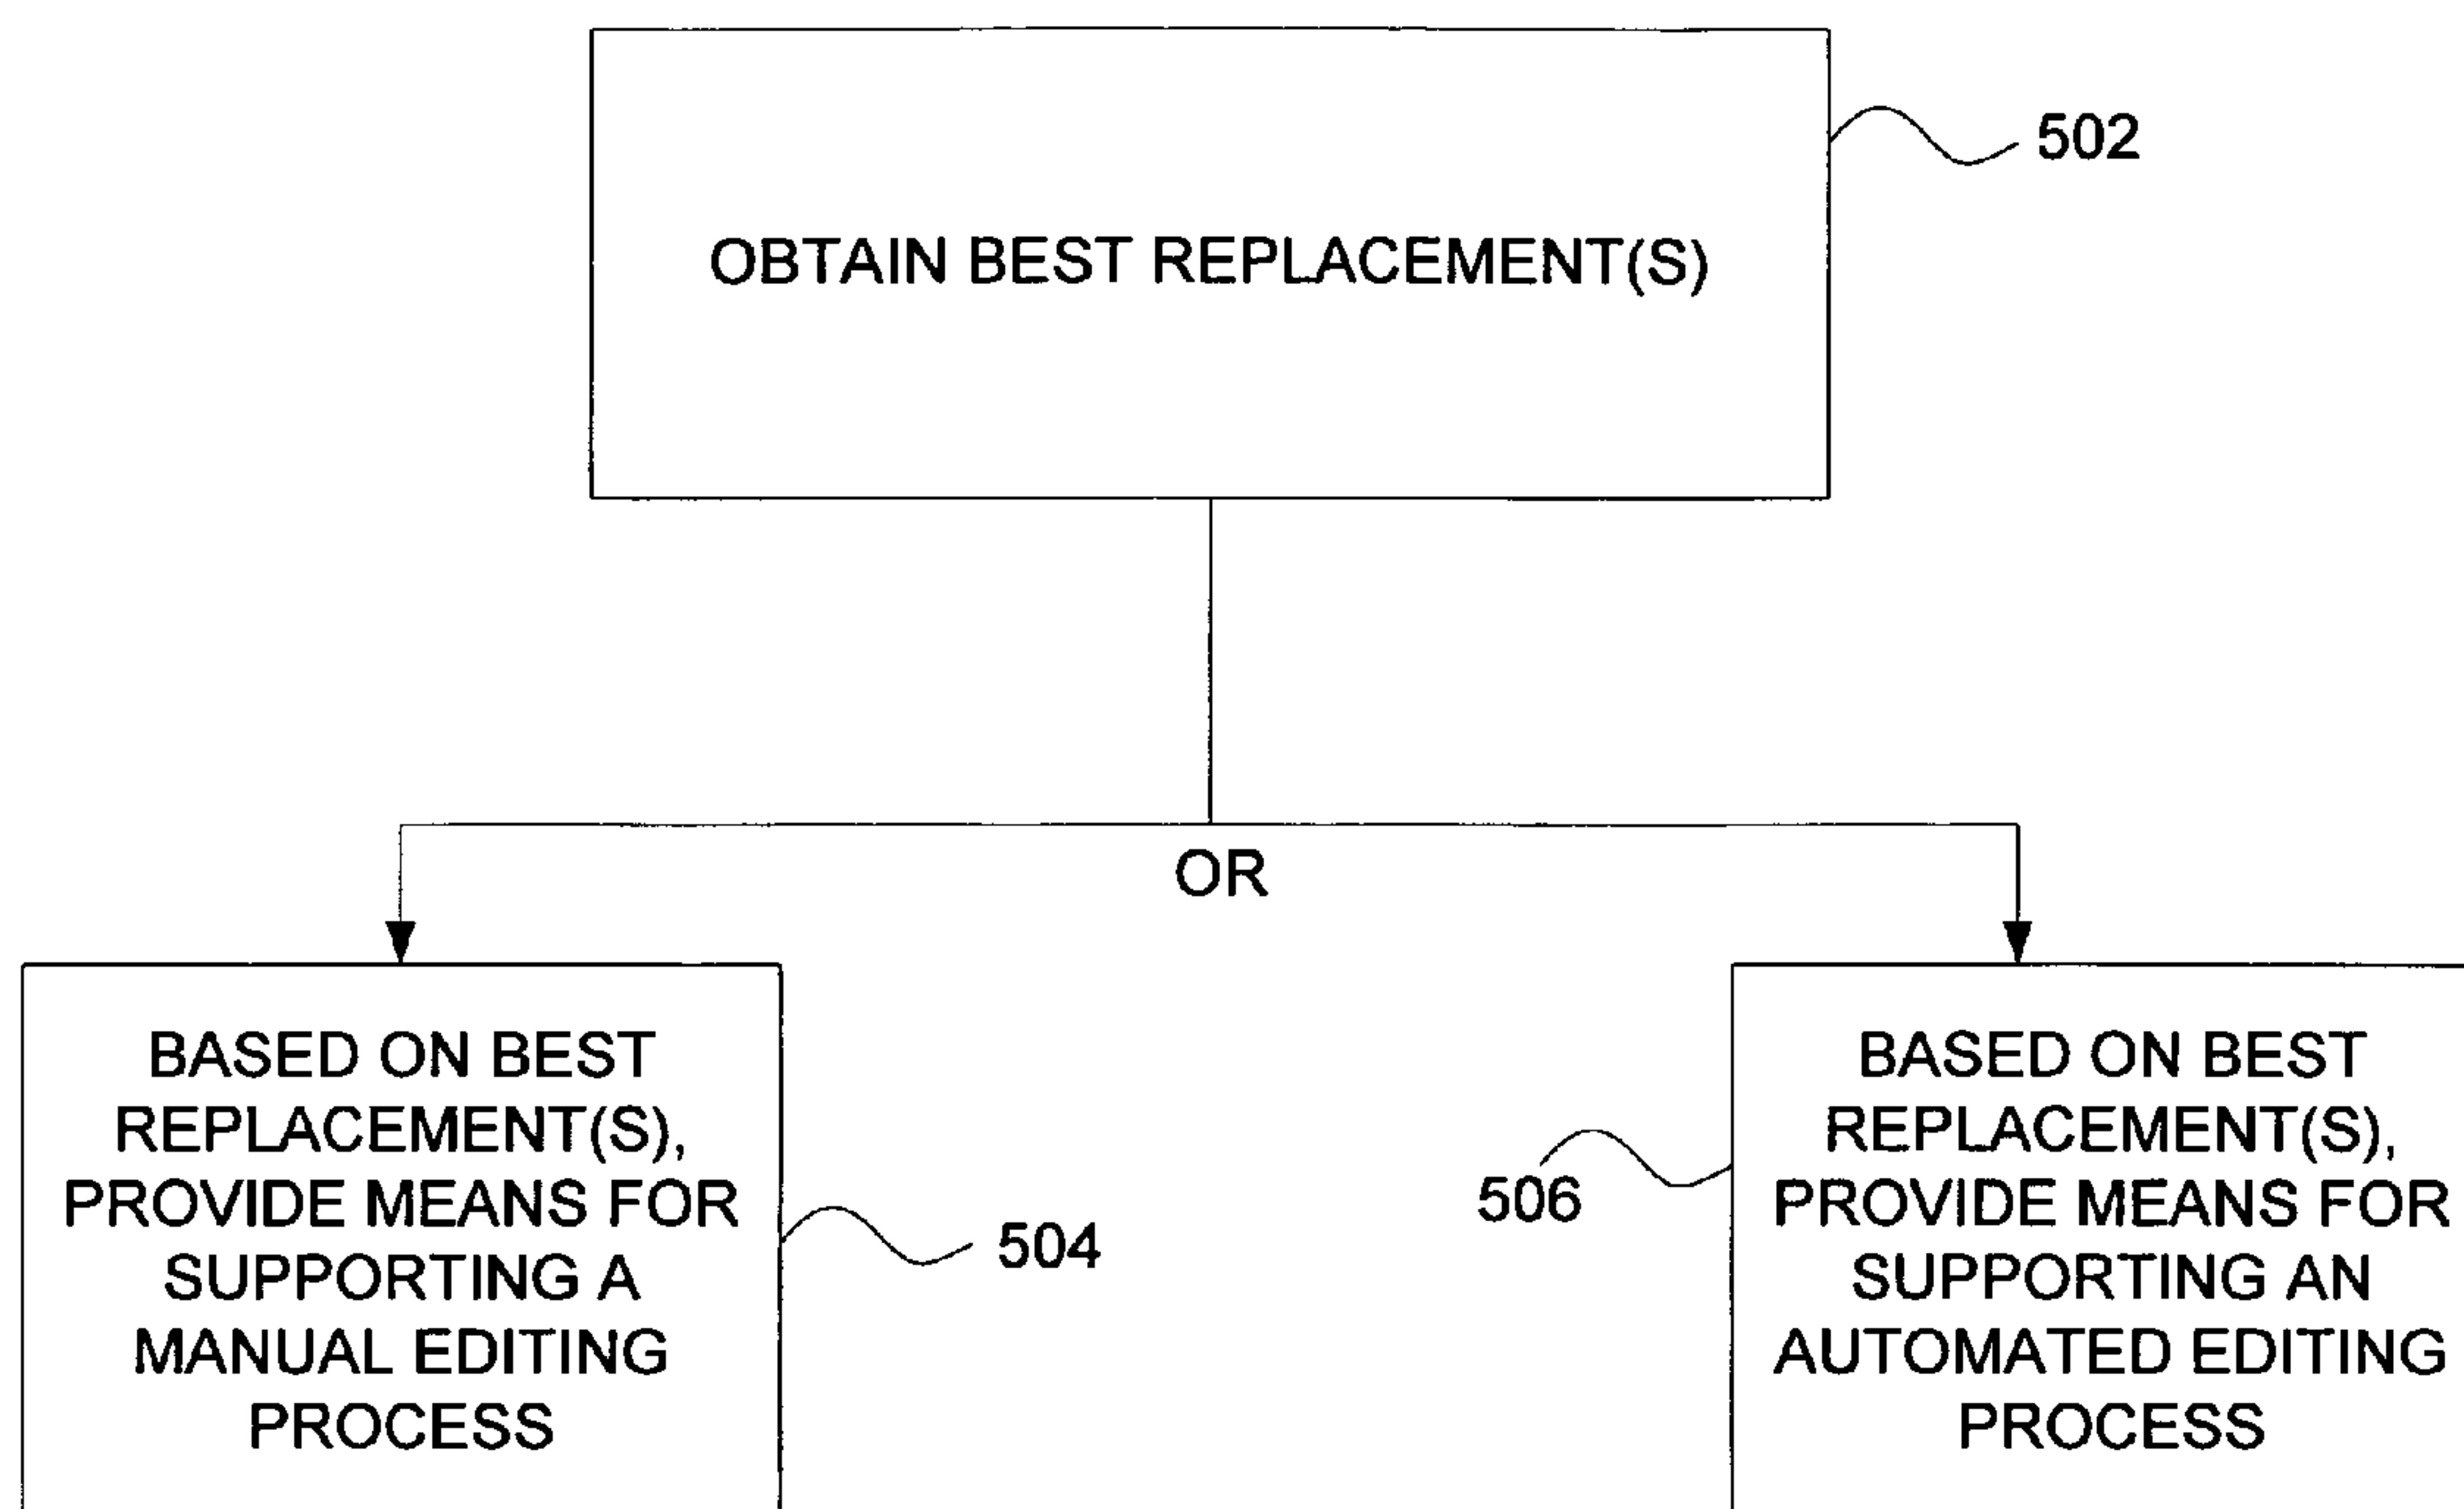 502
OBTAIN BEST REPLACEMENT(S)
OR
BASED ON BEST
REPLACEMENT(S),
PROVIDE MEANS FOR
SUPPORTING A
MANUAL EDITING
PROCESS
504
506
BASED ON BEST
REPLACEMENT(S),
PROVIDE MEANS FOR
SUPPORTING AN
AUTOMATED EDITING
PROCESS